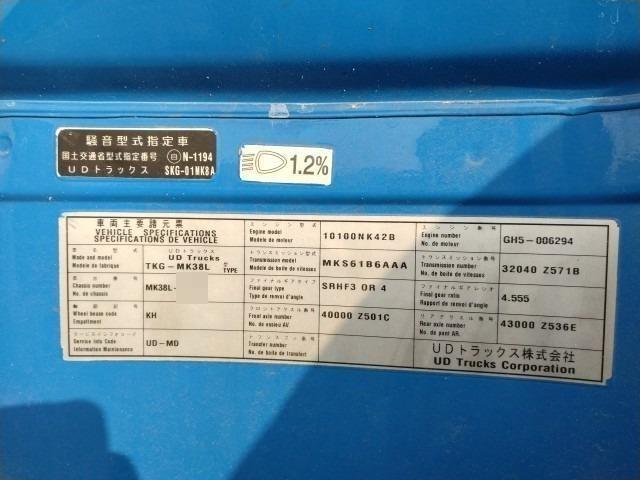 騒音型式指定車
国土交通省型式指定番号 自 N-1194
UDトラックス SKG-01MK8A
1.2%
車両主要諸元票
VEHICLE SPECIFICATIONS
SPECIFICATIONS DE VEHICLE
車名型式 UDトラックス
Made and model UD Trucks
Modele de fabrique TKG-MK38L 型 TYPE
車台番号
Chassis number MK38L-
No. de chassis
軸距記号
Wheel base code KH
Empattement
サービスインフォコード
Service Info Code UD-MD
Information Maintenance
エンジン型式
Engine model 10100NK42B
Modele de moteur
トランスミッション型式
Transmission model MKS61B6AAA
Modele de boite de vitesses
ファイナルギアタイプ
Final gear type SRHF3 OR 4
Type de renvoi d'angle
フロントアクスル番号
Front axle number 40000 Z501C
No. de essieu AV.
トランスファ番号
Transfer number
No. de boite de transfert
エンジン番号
Engine number GH5-006294
No. de moteur
トランスミッション番号
Transmission number 32040 Z571B
No. de boite de vitesses
ファイナルギアレシオ
Final gear ratio 4.555
Rapport de renvoi d'angle
リアアクスル番号
Rear axle number 43000 Z536E
No. de pont AR.
UDトラックス株式会社
UD Trucks Corporation